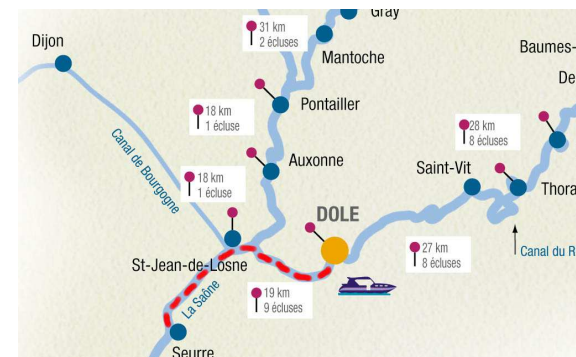 Gray
31 km
2 écluses
Dijon
Mantoche
Baumes-
De
18 km
1 écluse
Pontailler
28 km
8 écluses
Canal de Bourgogne
Auxonne
18 km
1 écluse
Saint-Vit
Thora
DOLE
St-Jean-de-Losne
27 km
8 écluses
Canal du R
La Saône
19 km
9 écluses
Seurre